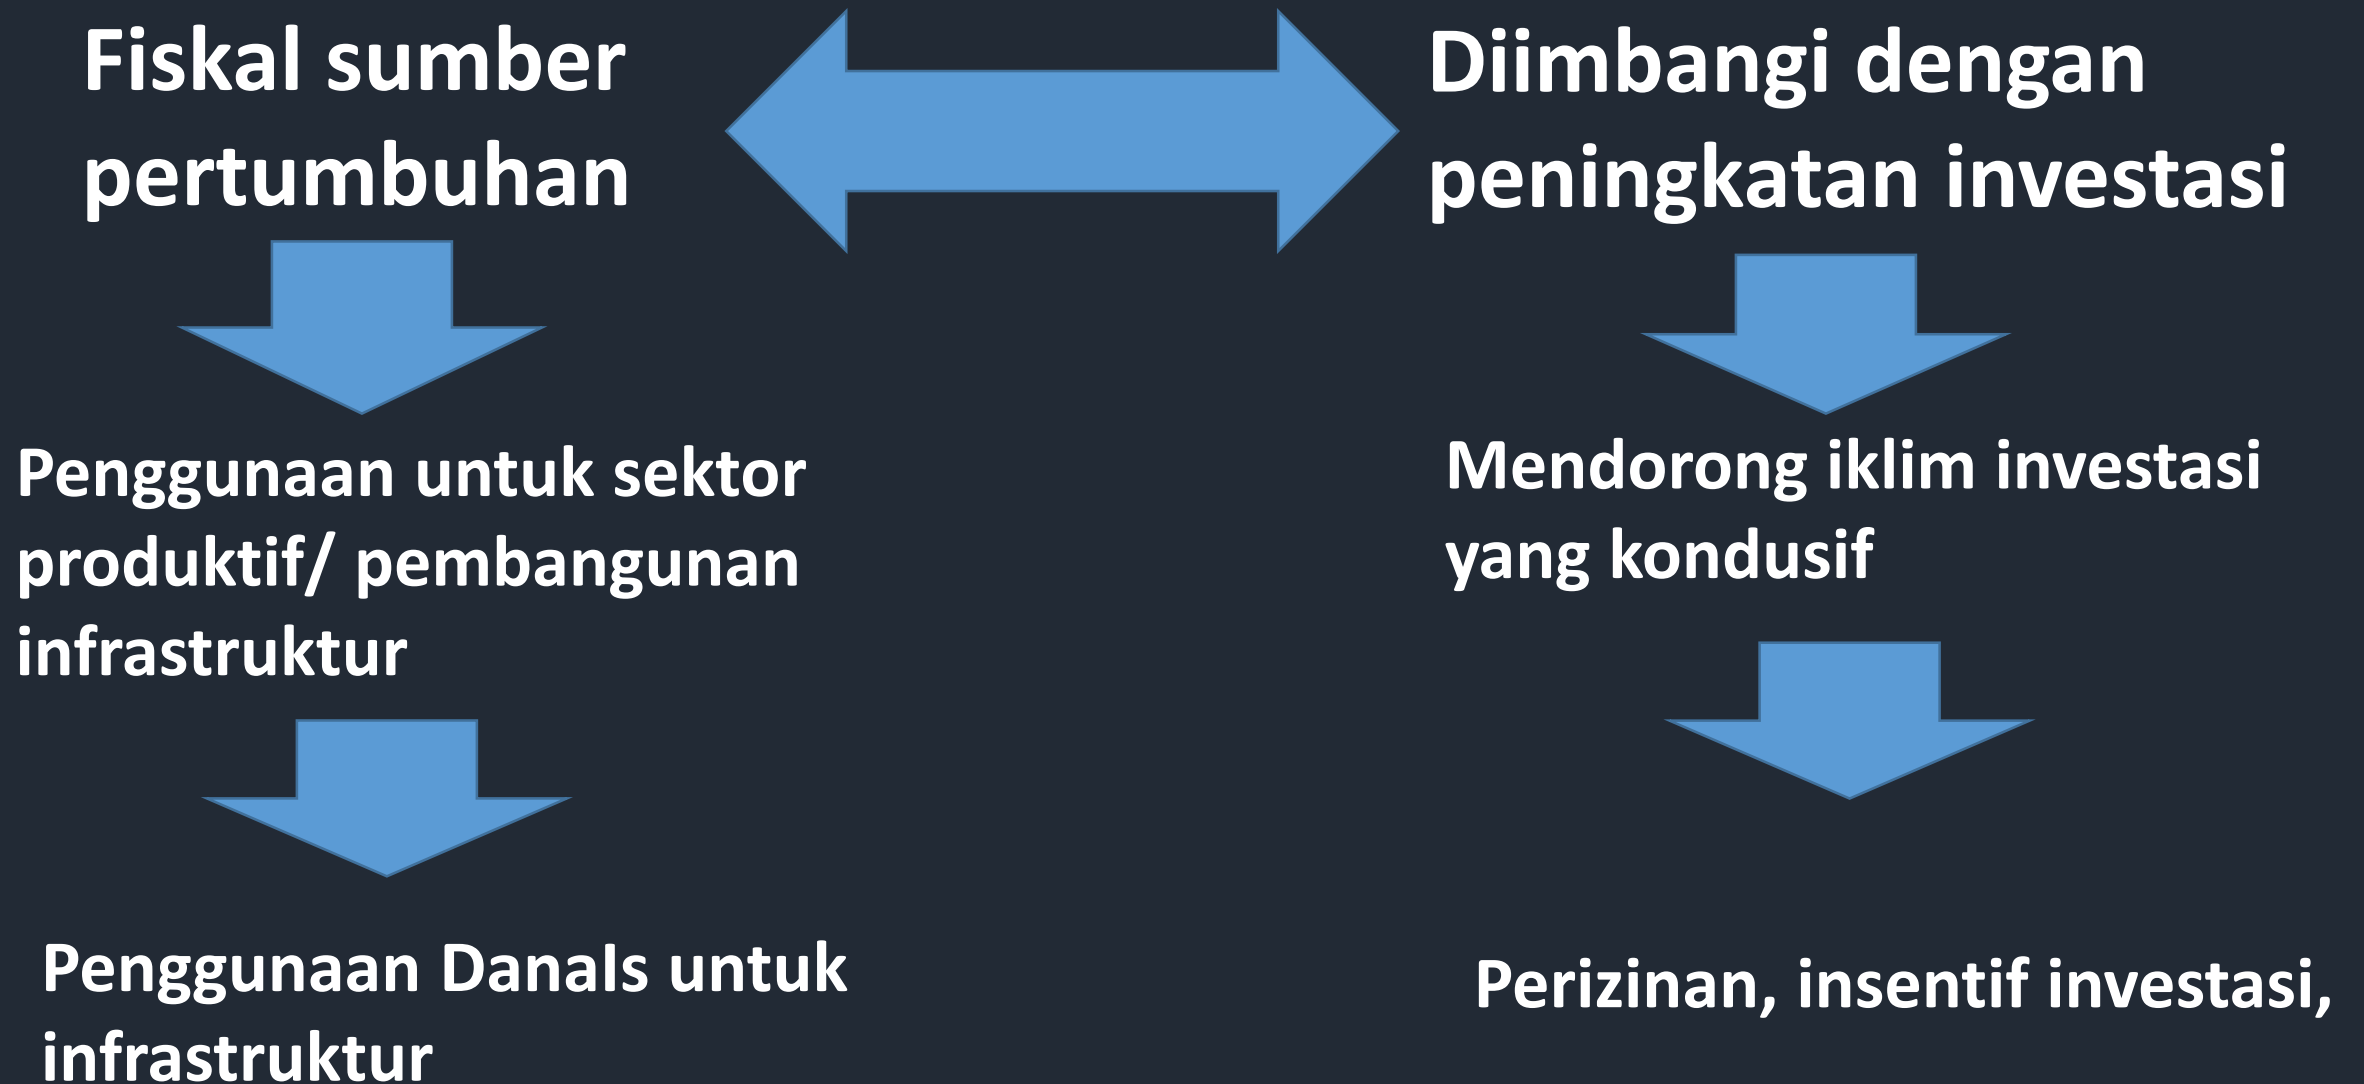 Fiskal sumber
pertumbuhan
Diimbangi dengan
peningkatan investasi
Penggunaan untuk sektor
produktif/ pembangunan
infrastruktur
Mendorong iklim investasi
yang kondusif
Penggunaan DanaIs untuk
infrastruktur
Perizinan, insentif investasi,